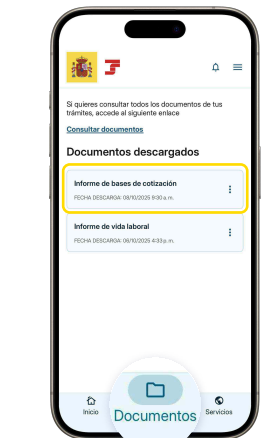 Si quieres consultar todos los documentos de tus
trámites, accede al siguiente enlace
Consultar documentos
Documentos descargados
Informe de bases de cotización
FECHA DESCARGA: 08/10/2025 9:30 a. m.
Informe de vida laboral
FECHA DESCARGA: 06/10/2025 4:33 p. m.
Inicio
Documentos
Servicios